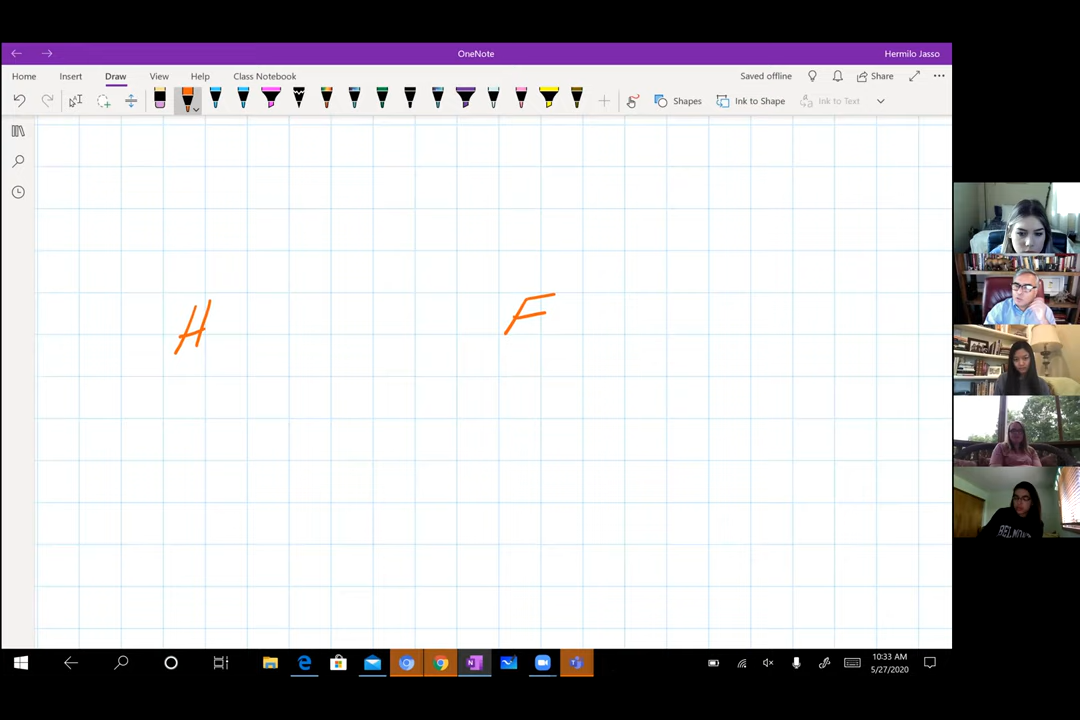 OneNote
Hermilo Jasso
Home Insert Draw View Help Class Notebook
Saved offline
Share
Shapes
Ink to Shape
Ink to Text
H F
10:33 AM
5/27/2020